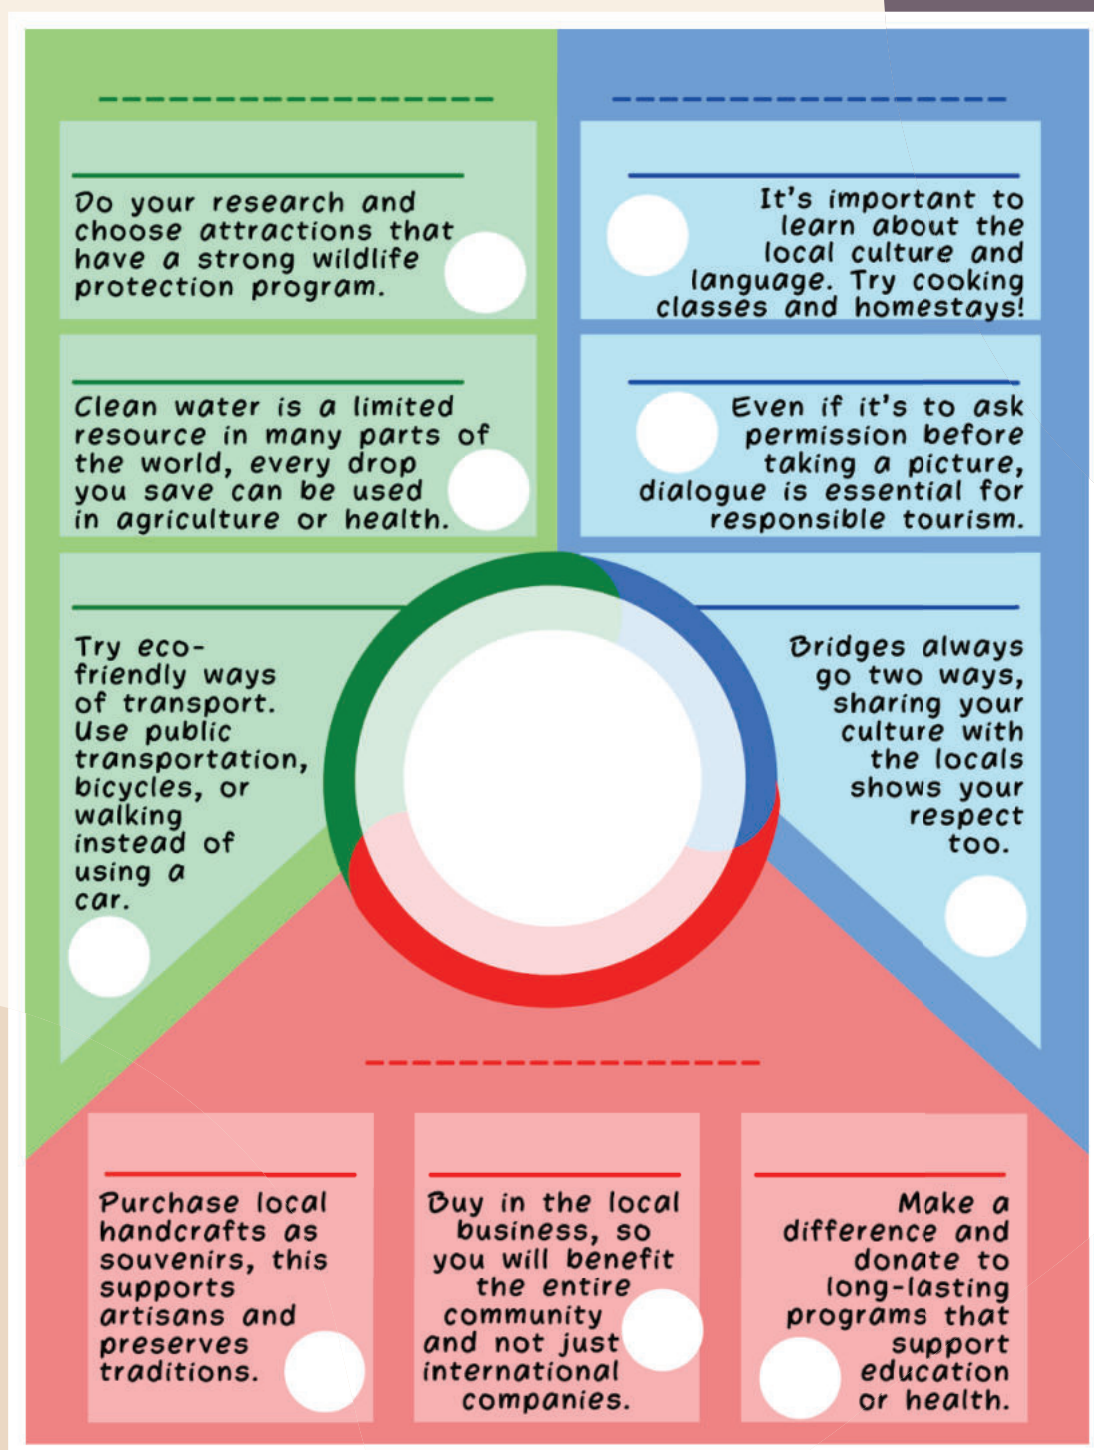 Do your research and
choose attractions that
have a strong wildlife
protection program.
Clean water is a limited
resource in many parts of
the world, every drop
you save can be used
in agriculture or health.
Try eco-
friendly ways
of transport.
Use public
transportation,
bicycles, or
walking
instead of
using a
car.
It's important to
learn about the
local culture and
language. Try cooking
classes and homestays!
Even if it's to ask
permission before
taking a picture,
dialogue is essential for
responsible tourism.
Bridges always
go two ways,
sharing your
culture with
the locals
shows your
respect
too.
Purchase local
handcrafts as
souvenirs, this
supports
artisans and
preserves
traditions.
Buy in the local
business, so
you will benefit
the entire
community
and not just
international
companies.
Make a
difference and
donate to
long-lasting
programs that
support
education
or health.